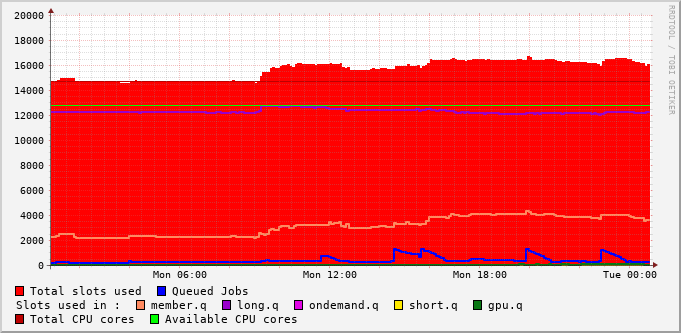 20000
18000
16000
14000
12000
10000
8000
6000
4000
2000
0
Mon 06:00 Mon 12:00 Mon 18:00 Tue 00:00
RRDTOOL / TOBI OETIKER
Total slots used Queued Jobs
Slots used in : member.q long.q ondemand.q short.q gpu.q
Total CPU cores Available CPU cores